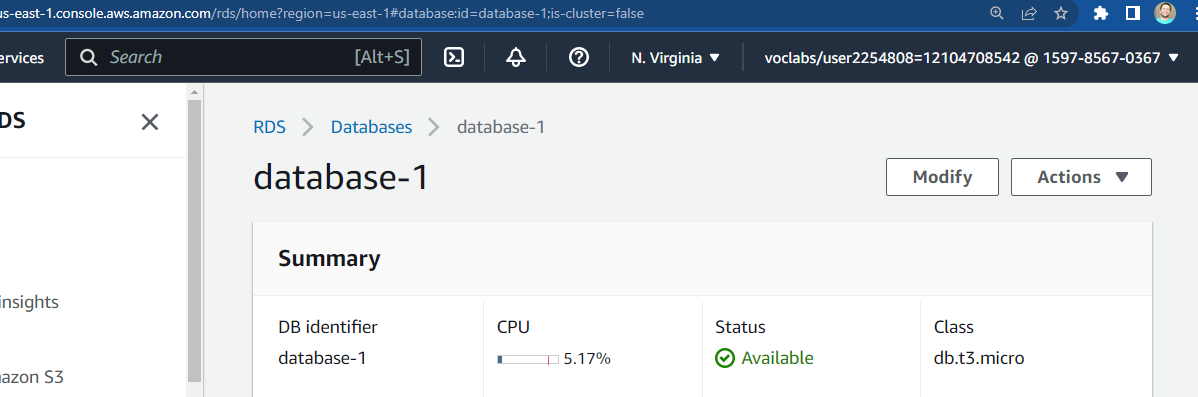 us-east-1.console.aws.amazon.com/rds/home?region=us-east-1#database:id=database-1;is-cluster=false
ervices
Search [Alt+S]
N. Virginia
voclabs/user2254808=12104708542 @ 1597-8567-0367
DS
RDS > Databases > database-1
database-1
Modify
Actions
Summary
insights
DB identifier
database-1
CPU
5.17%
Status
Available
Class
db.t3.micro
azon S3